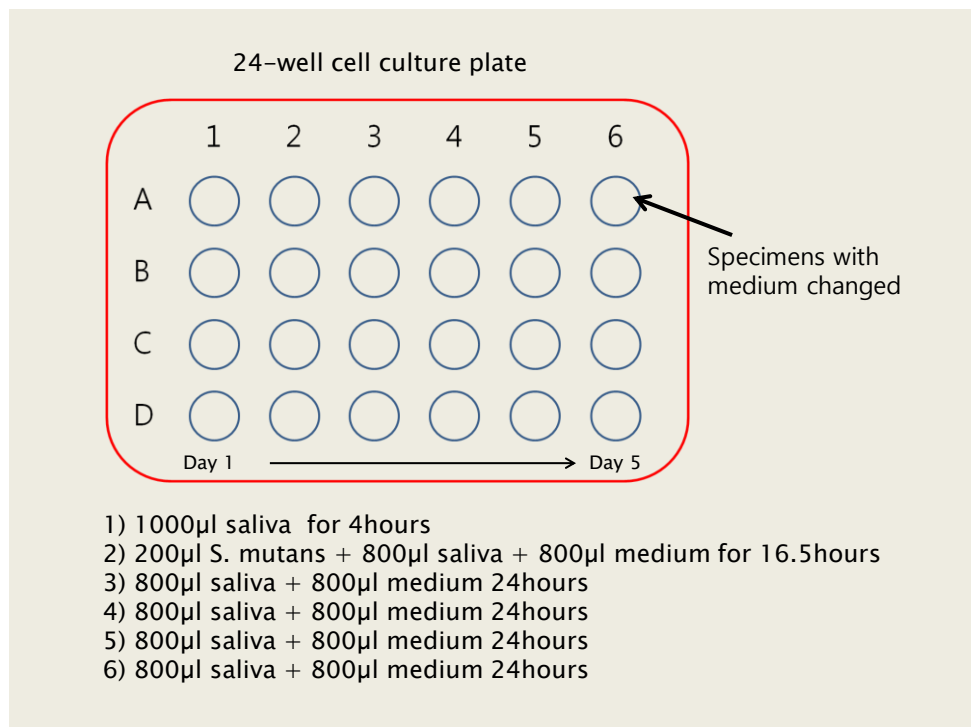 24-well cell culture plate
1 2 3 4 5 6
A
B
C
D
Specimens with
medium changed
Day 1 Day 5
1) 1000µl saliva for 4hours
2) 200µl S. mutans + 800µl saliva + 800µl medium for 16.5hours
3) 800µl saliva + 800µl medium 24hours
4) 800µl saliva + 800µl medium 24hours
5) 800µl saliva + 800µl medium 24hours
6) 800µl saliva + 800µl medium 24hours